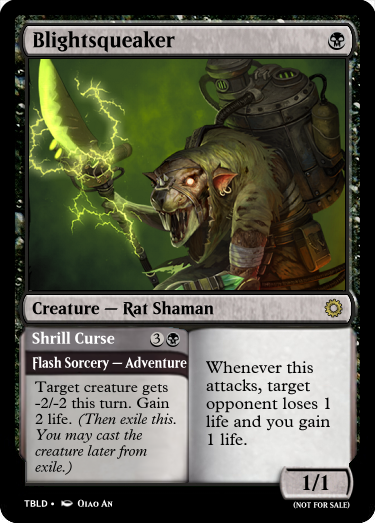 Blightsqueaker
Creature — Rat Shaman
Shrill Curse 3
Flash Sorcery — Adventure
Target creature gets
-2/-2 this turn. Gain
2 life. (Then exile this.
You may cast the
creature later from
exile.)
Whenever this
attacks, target
opponent loses 1
life and you gain
1 life.
1/1
TBLD • Qiao An
(NOT FOR SALE)